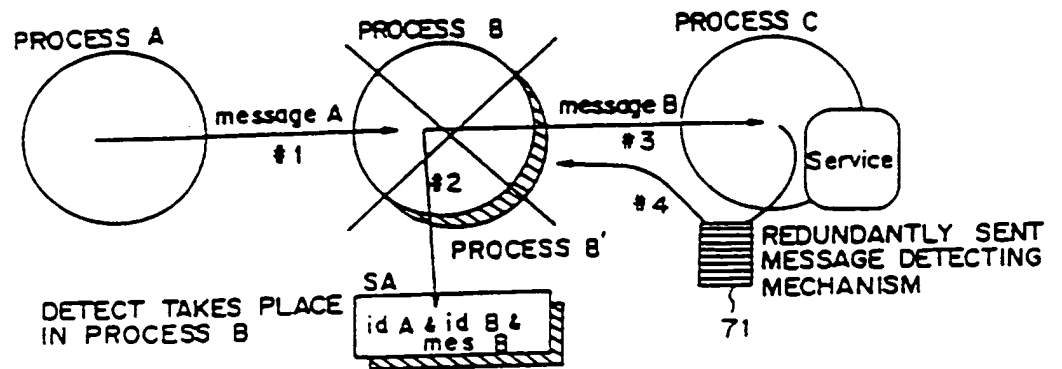 PROCESS A
PROCESS B
PROCESS C
message A
#1
message B
#3
#2
#4
Service
PROCESS B'
REDUNDANTLY SENT
MESSAGE DETECTING
MECHANISM
71
DETECT TAKES PLACE
IN PROCESS B
SA
id A & id B &
mes B